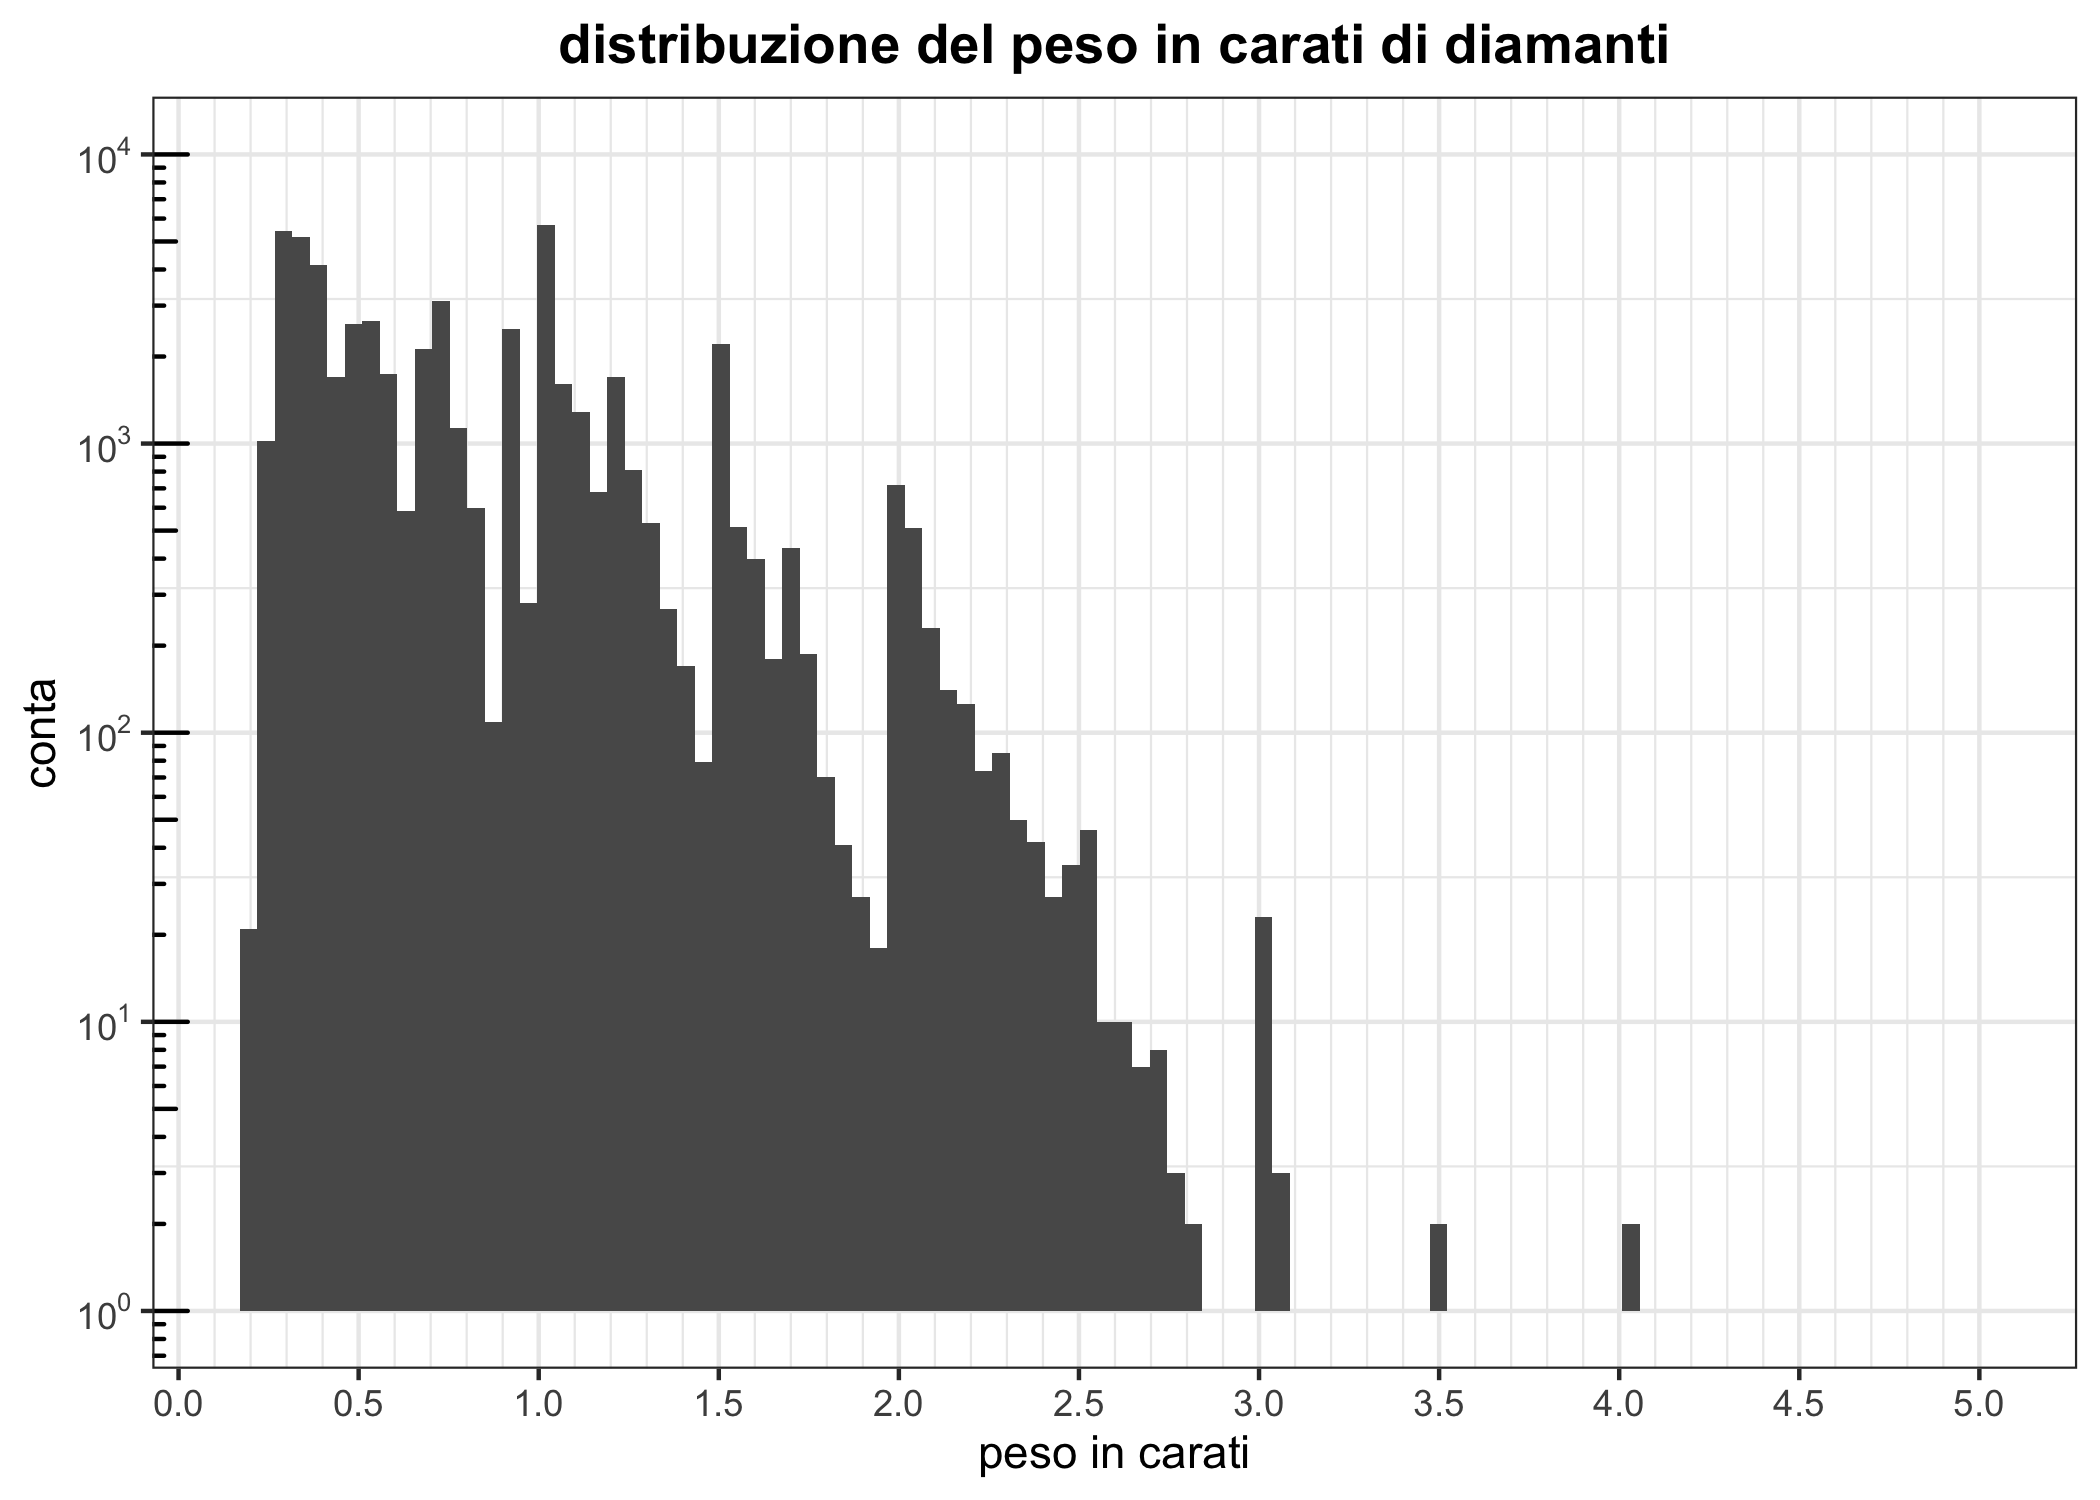 distribuzione del peso in carati di diamanti
conta
10⁴
10³
10²
10¹
10⁰
0.0 0.5 1.0 1.5 2.0 2.5 3.0 3.5 4.0 4.5 5.0
peso in carati